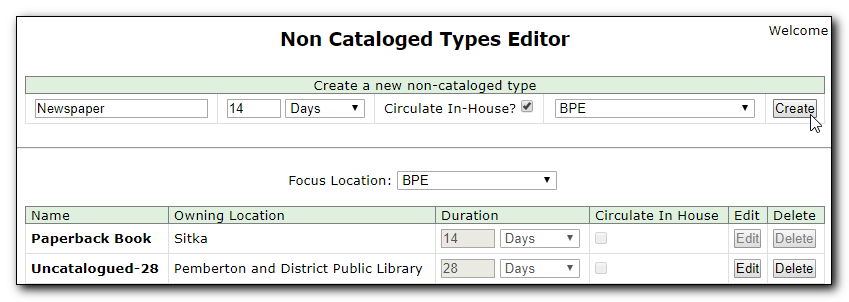 Welcome
Non Cataloged Types Editor
Create a new non-cataloged type
Newspaper 14 Days Circulate In-House? BPE Create
Focus Location: BPE
Name Owning Location Duration Circulate In House Edit Delete
Paperback Book Sitka 14 Days Edit Delete
Uncatalogued-28 Pemberton and District Public Library 28 Days Edit Delete